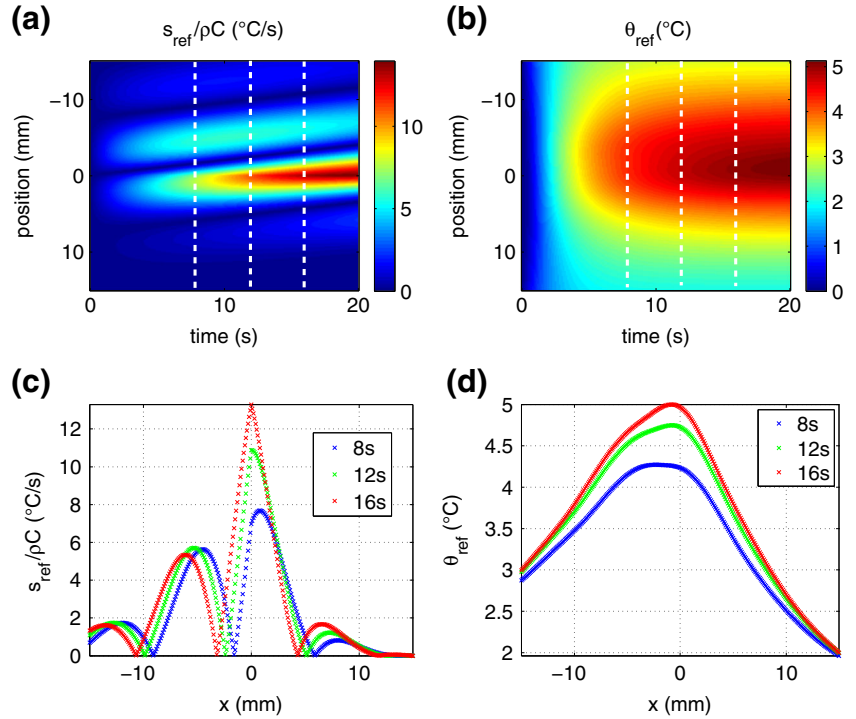 (a)
s_ref/ρC (°C/s)
position (mm)
−10
0
10
0
10
20
time (s)
10
5
0
(b)
θ_ref(°C)
position (mm)
−10
0
10
0
10
20
time (s)
5
4
3
2
1
0
(c)
s_ref/ρC (°C/s)
12
10
8
6
4
2
0
−10
0
10
x (mm)
8s
12s
16s
(d)
θ_ref (°C)
5
4.5
4
3.5
3
2.5
2
−10
0
10
x (mm)
8s
12s
16s